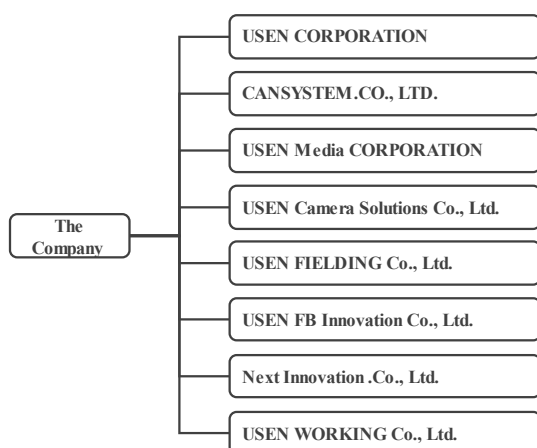 USEN CORPORATION
CANSYSTEM.CO., LTD.
USEN Media CORPORATION
USEN Camera Solutions Co., Ltd.
The
Company
USEN FIELDING Co., Ltd.
USEN FB Innovation Co., Ltd.
Next Innovation .Co., Ltd.
USEN WORKING Co., Ltd.